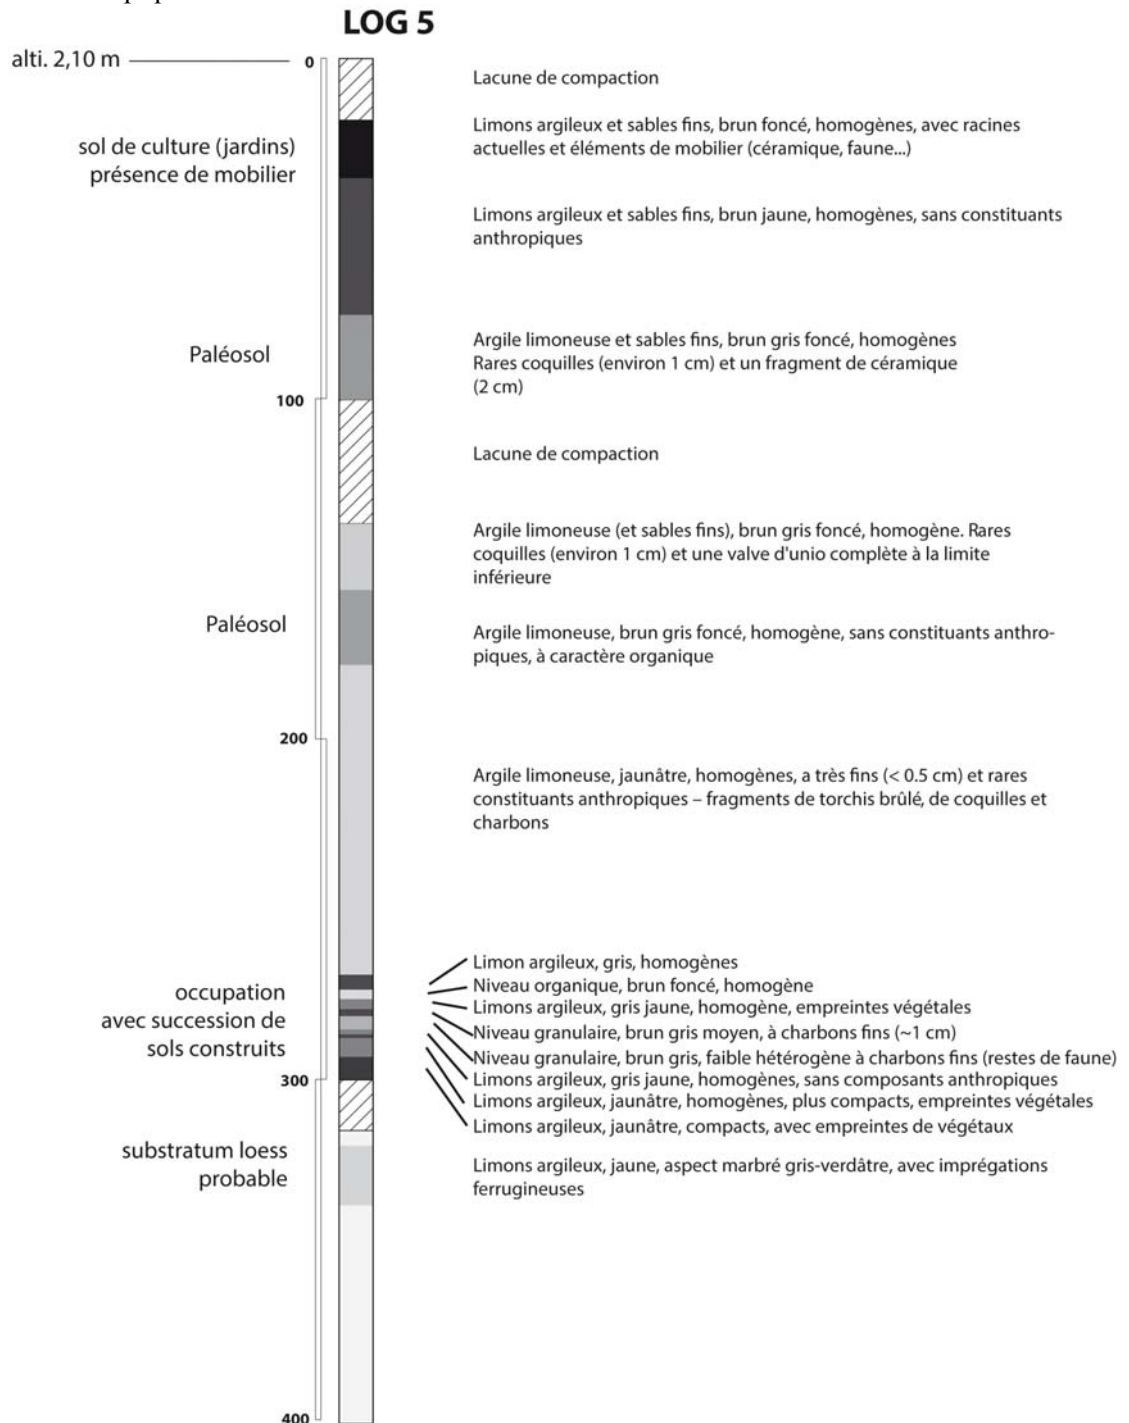 LOG 5
alti. 2,10 m
0
Lacune de compaction
Limons argileux et sables fins, brun foncé, homogènes, avec racines
actuelles et éléments de mobilier (céramique, faune...)
sol de culture (jardins)
présence de mobilier
Limons argileux et sables fins, brun jaune, homogènes, sans constituants
anthropiques
Paléosol
Argile limoneuse et sables fins, brun gris foncé, homogènes
Rares coquilles (environ 1 cm) et un fragment de céramique
(2 cm)
100
Lacune de compaction
Argile limoneuse (et sables fins), brun gris foncé, homogène. Rares
coquilles (environ 1 cm) et une valve d'unio complète à la limite
inférieure
Paléosol
Argile limoneuse, brun gris foncé, homogène, sans constituants anthro-
piques, à caractère organique
200
Argile limoneuse, jaunâtre, homogènes, a très fins (< 0.5 cm) et rares
constituants anthropiques – fragments de torchis brûlé, de coquilles et
charbons
occupation
avec succession de
sols construits
Limon argileux, gris, homogènes
Niveau organique, brun foncé, homogène
Limons argileux, gris jaune, homogène, empreintes végétales
Niveau granulaire, brun gris moyen, à charbons fins (~1 cm)
Niveau granulaire, brun gris, faible hétérogène à charbons fins (restes de faune)
Limons argileux, gris jaune, homogènes, sans composants anthropiques
Limons argileux, jaunâtre, homogènes, plus compacts, empreintes végétales
Limons argileux, jaunâtre, compacts, avec empreintes de végétaux
300
substratum loess
probable
Limons argileux, jaune, aspect marbré gris-verdâtre, avec imprégations
ferrugineuses
400